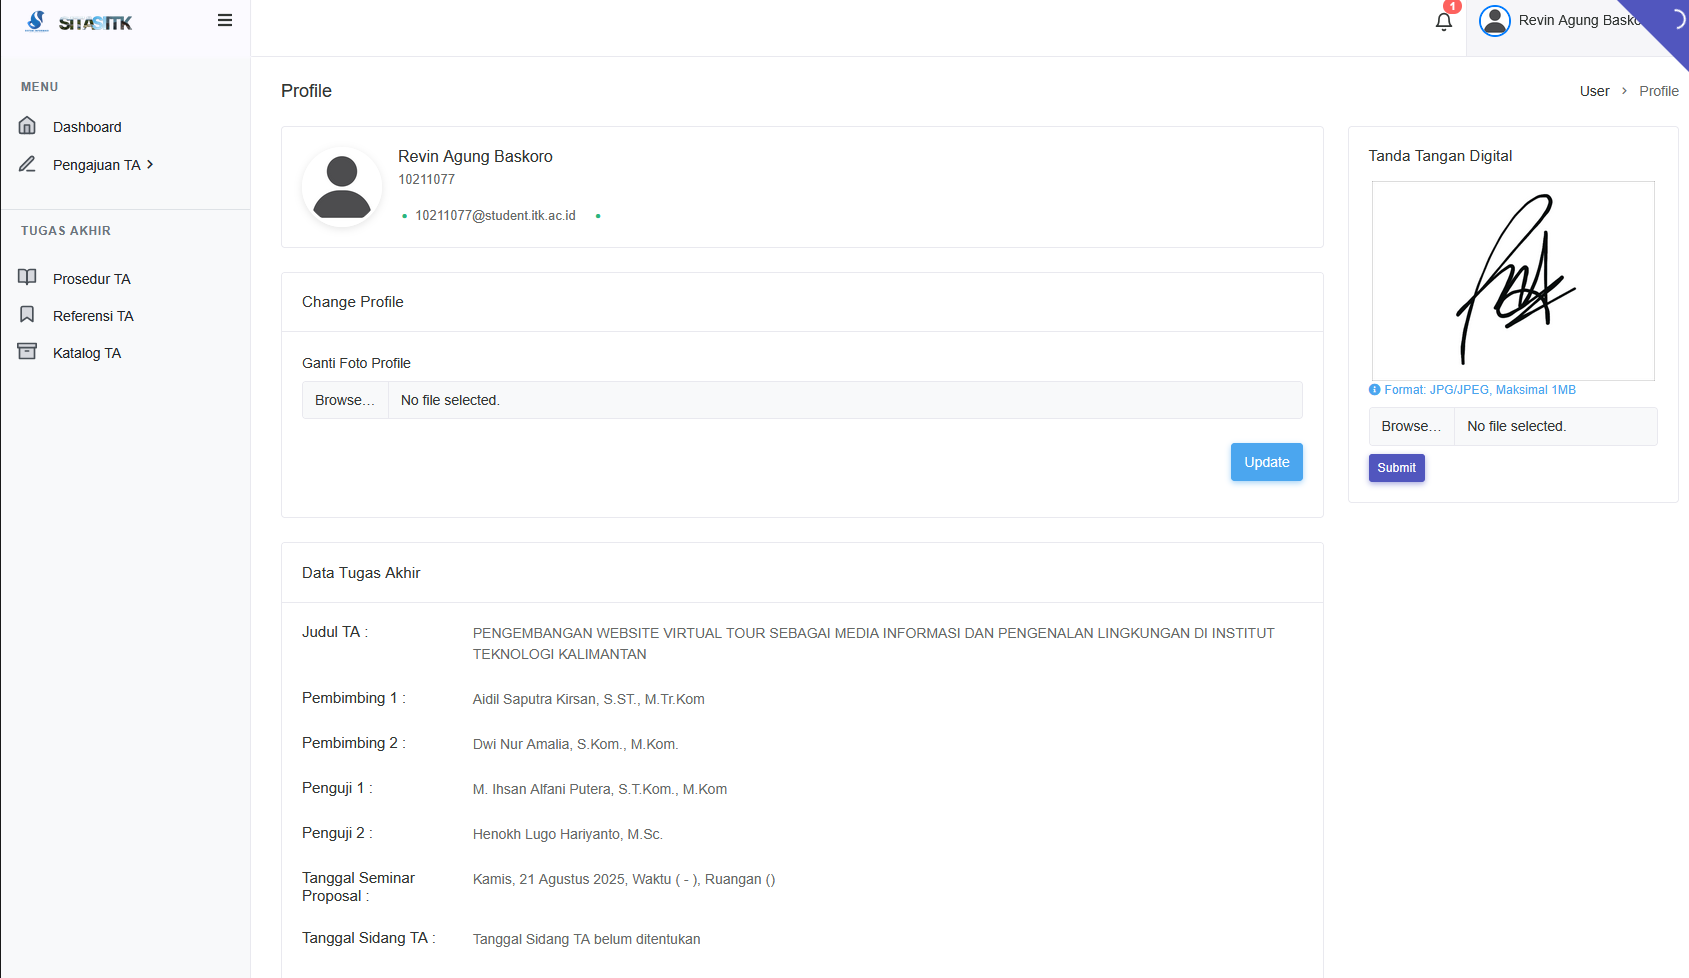 SITASIITK
1
Revin Agung Basko
MENU
Dashboard
Pengajuan TA
TUGAS AKHIR
Prosedur TA
Referensi TA
Katalog TA
Profile
User > Profile
Revin Agung Baskoro
10211077
10211077@student.itk.ac.id
Change Profile
Ganti Foto Profile
Browse… No file selected.
Update
Data Tugas Akhir
Judul TA : PENGEMBANGAN WEBSITE VIRTUAL TOUR SEBAGAI MEDIA INFORMASI DAN PENGENALAN LINGKUNGAN DI INSTITUT
TEKNOLOGI KALIMANTAN
Pembimbing 1 : Aidil Saputra Kirsan, S.ST., M.Tr.Kom
Pembimbing 2 : Dwi Nur Amalia, S.Kom., M.Kom.
Penguji 1 : M. Ihsan Alfani Putera, S.T.Kom., M.Kom
Penguji 2 : Henokh Lugo Hariyanto, M.Sc.
Tanggal Seminar
Proposal : Kamis, 21 Agustus 2025, Waktu ( - ), Ruangan ()
Tanggal Sidang TA : Tanggal Sidang TA belum ditentukan
Tanda Tangan Digital
Format: JPG/JPEG, Maksimal 1MB
Browse… No file selected.
Submit